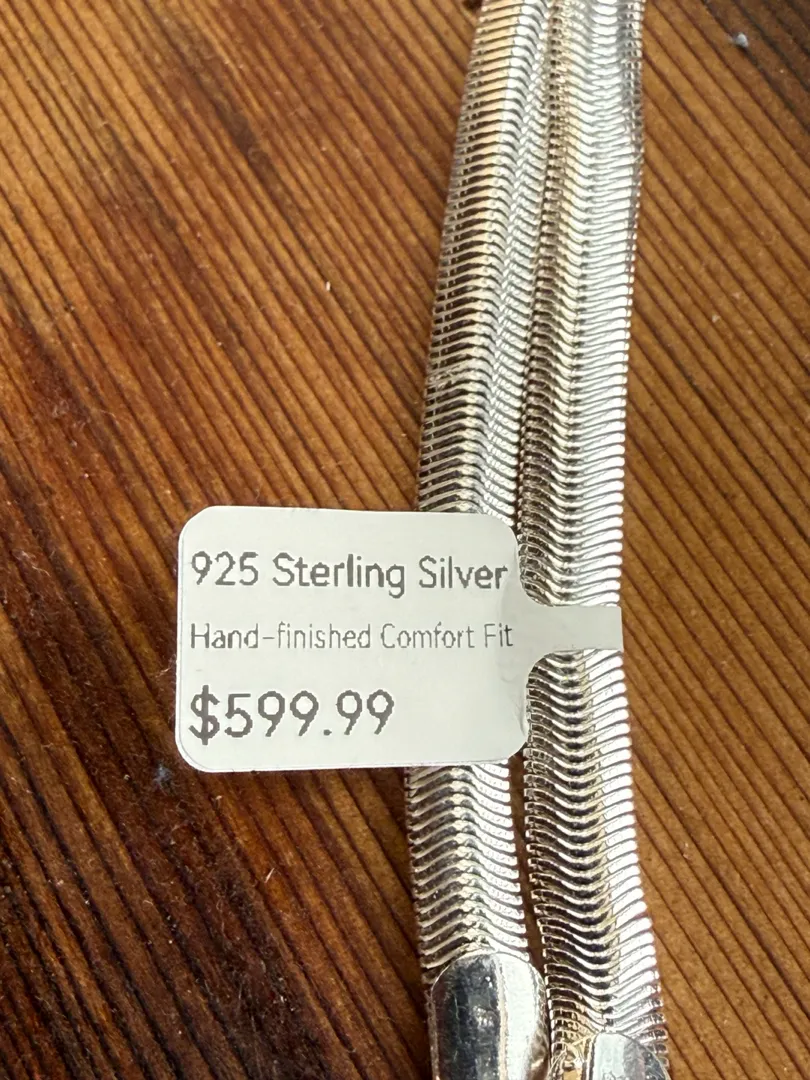 925 Sterling Silver
Hand-finished Comfort Fit
$599.99